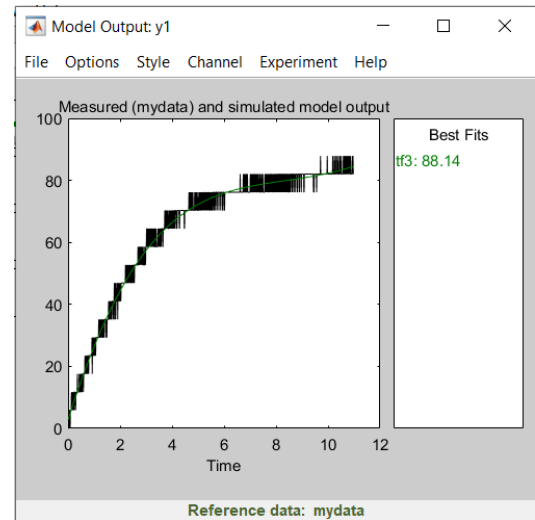 Model Output: y1
File Options Style Channel Experiment Help
Measured (mydata) and simulated model output
100
80
60
40
20
0
0 2 4 6 8 10 12
Time
Best Fits
tf3: 88.14
Reference data: mydata